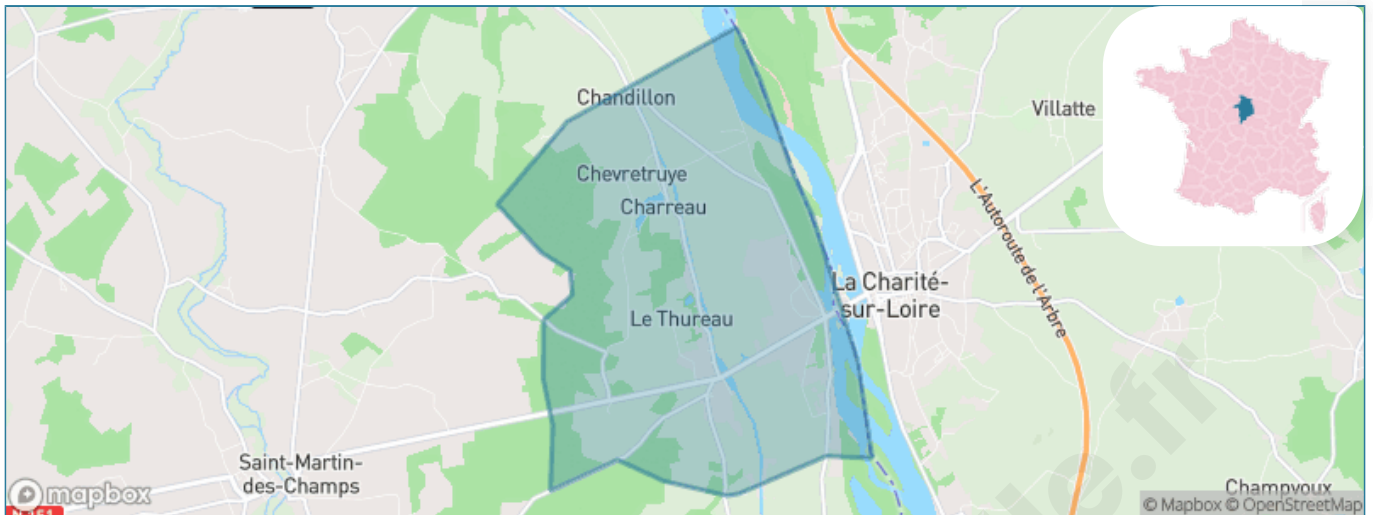 Chandillon
Villatte
Chevretruye
Charreau
L'Autoroute de l'Arbre
La Charité-
sur-Loire
Le Thureau
Saint-Martin-
des-Champs
Champvoux
mapbox
© Mapbox © OpenStreetMap